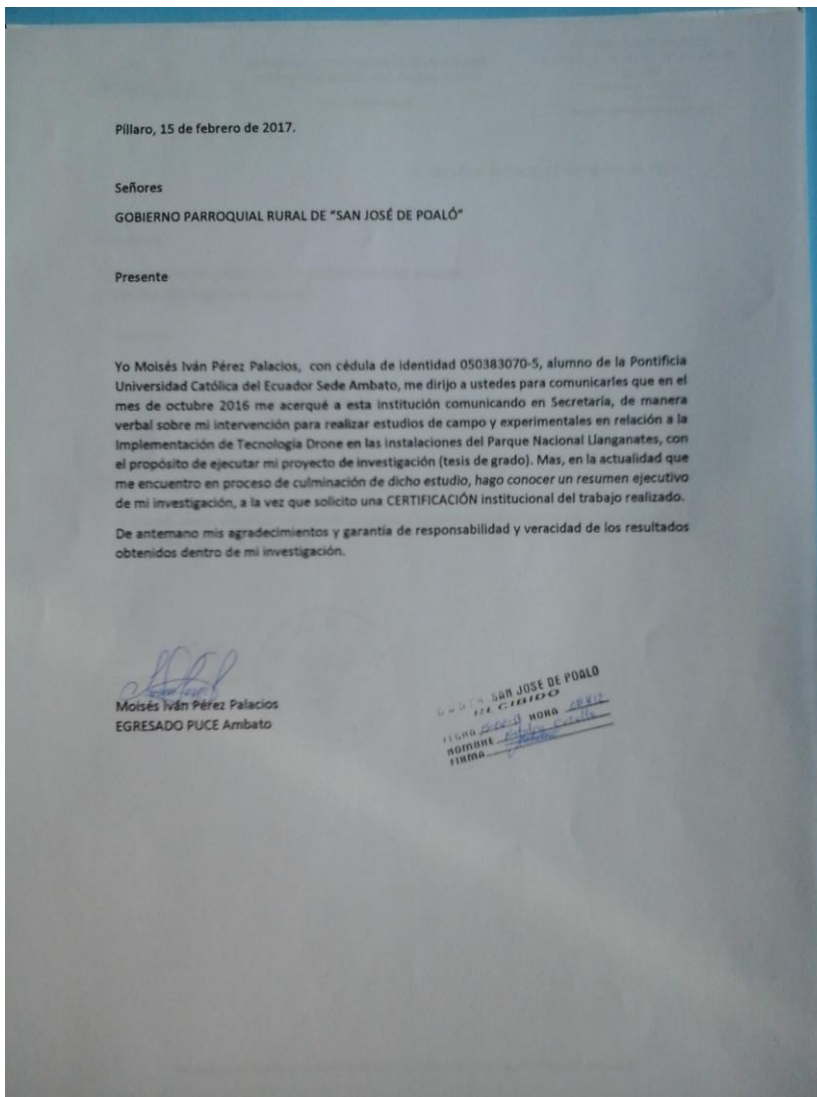 Píllaro, 15 de febrero de 2017.
Señores
GOBIERNO PARROQUIAL RURAL DE "SAN JOSÉ DE POALÓ"
Presente
Yo Moisés Iván Pérez Palacios, con cédula de identidad 050383070-5, alumno de la Pontificia
Universidad Católica del Ecuador Sede Ambato, me dirijo a ustedes para comunicarles que en el
mes de octubre 2016 me acerqué a esta institución comunicando en Secretaría, de manera
verbal sobre mi intervención para realizar estudios de campo y experimentales en relación a la
Implementación de Tecnología Drone en las instalaciones del Parque Nacional Llanganates, con
el propósito de ejecutar mi proyecto de investigación (tesis de grado). Mas, en la actualidad que
me encuentro en proceso de culminación de dicho estudio, hago conocer un resumen ejecutivo
de mi investigación, a la vez que solicito una CERTIFICACIÓN institucional del trabajo realizado.
De antemano mis agradecimientos y garantía de responsabilidad y veracidad de los resultados
obtenidos dentro de mi investigación.
Moisés Iván Pérez Palacios
EGRESADO PUCE Ambato
SAN JOSE DE POALO
RECIBIDO
FECHA HORA
NOMBRE
FIRMA